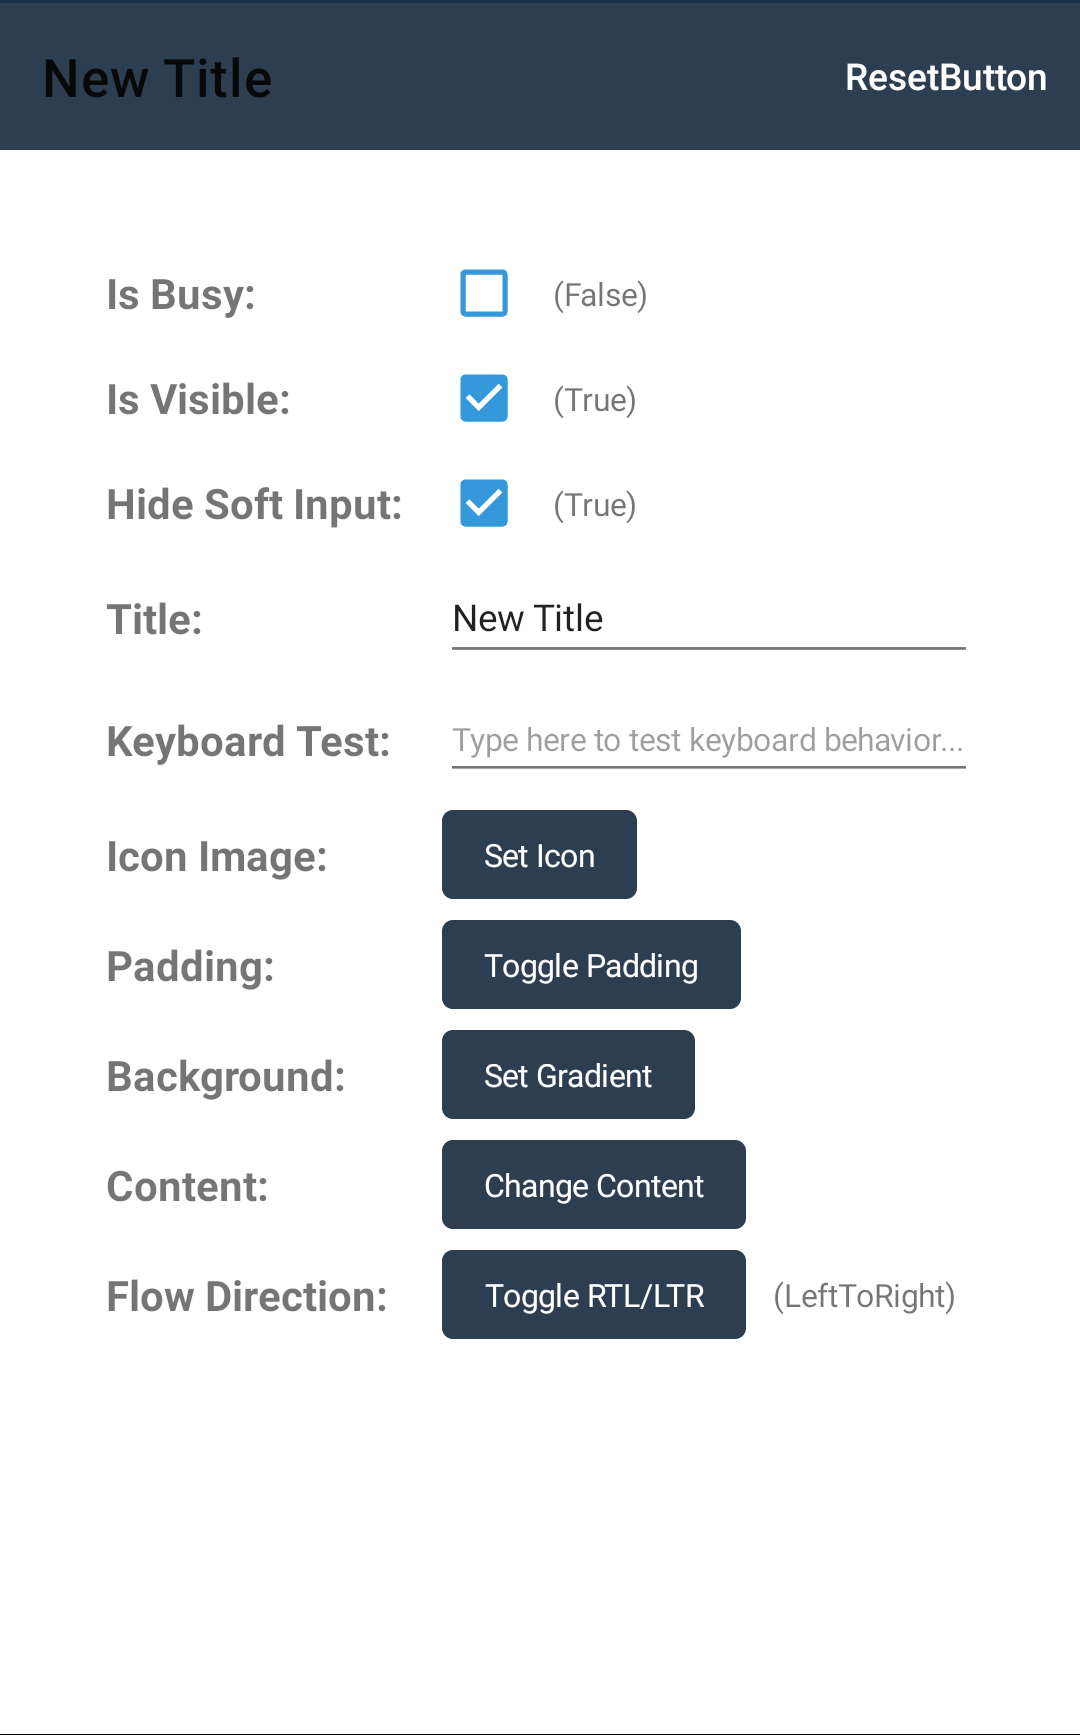 New Title ResetButton
Is Busy: (False)
Is Visible: (True)
Hide Soft Input: (True)
Title: New Title
Keyboard Test: Type here to test keyboard behavior...
Icon Image: Set Icon
Padding: Toggle Padding
Background: Set Gradient
Content: Change Content
Flow Direction: Toggle RTL/LTR (LeftToRight)